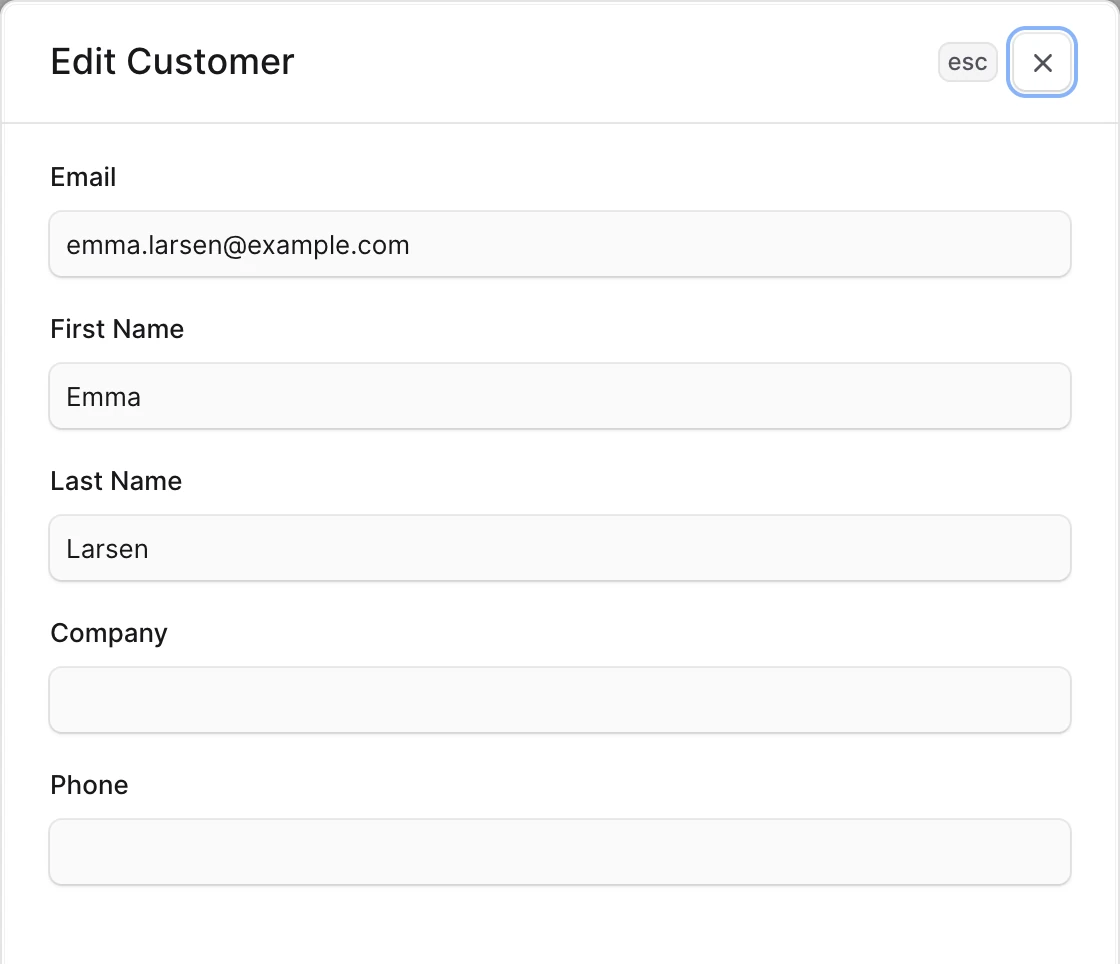 Edit Customer
esc
Email
emma.larsen@example.com
First Name
Emma
Last Name
Larsen
Company
Phone